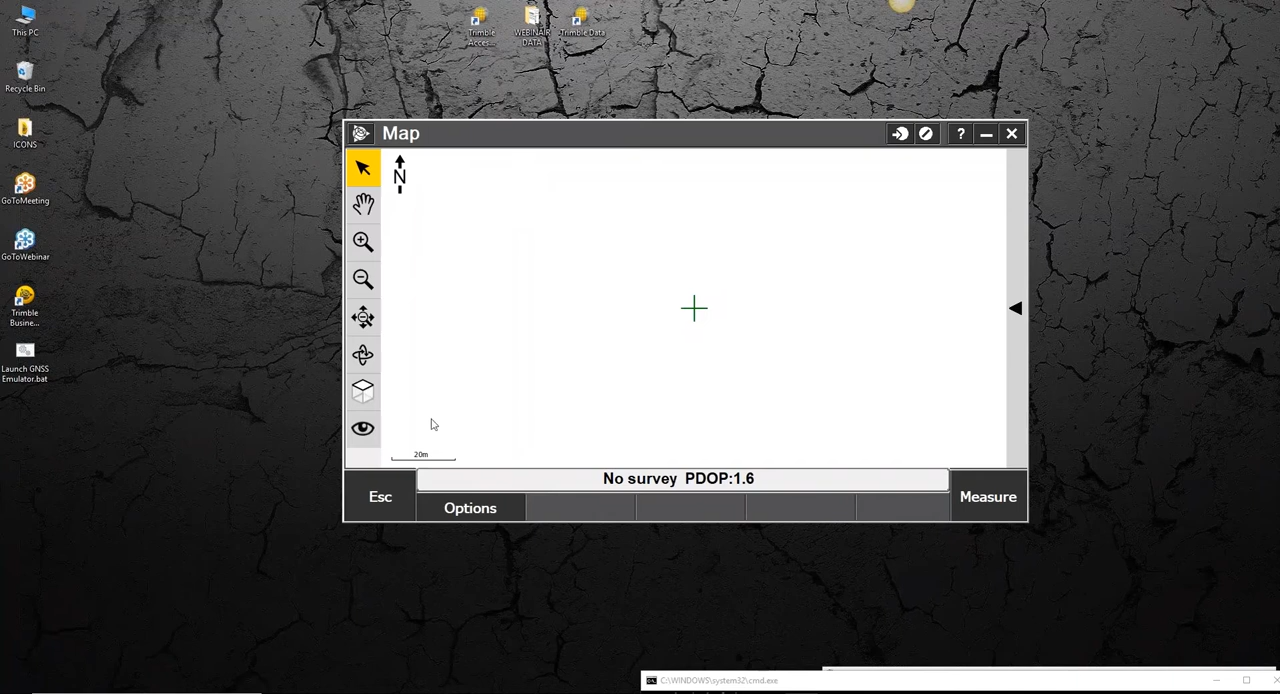 This PC
Recycle Bin
ICONS
GoToMeeting
GoToWebinar
Trimble
Busine...
Launch GNSS
Emulator.bat
Trimble
Acces...
WEBINAIR
DATA
Trimble Data
Map
?
N
20m
No survey PDOP:1.6
Esc
Options
Measure
C:\WINDOWS\system32\cmd.exe